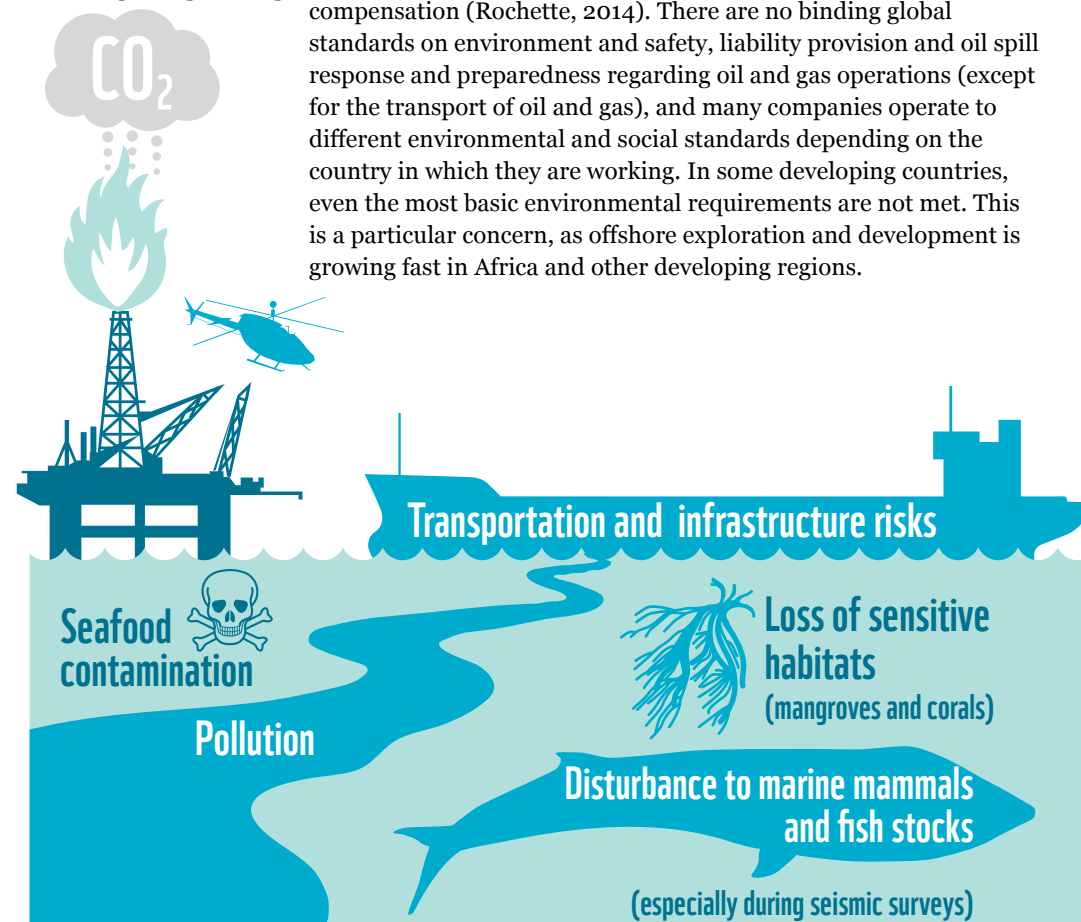 compensation (Rochette, 2014). There are no binding global
standards on environment and safety, liability provision and oil spill
response and preparedness regarding oil and gas operations (except
for the transport of oil and gas), and many companies operate to
different environmental and social standards depending on the
country in which they are working. In some developing countries,
even the most basic environmental requirements are not met. This
is a particular concern, as offshore exploration and development is
growing fast in Africa and other developing regions.
CO2
Transportation and infrastructure risks
Seafood
contamination
Pollution
Loss of sensitive
habitats
(mangroves and corals)
Disturbance to marine mammals
and fish stocks
(especially during seismic surveys)